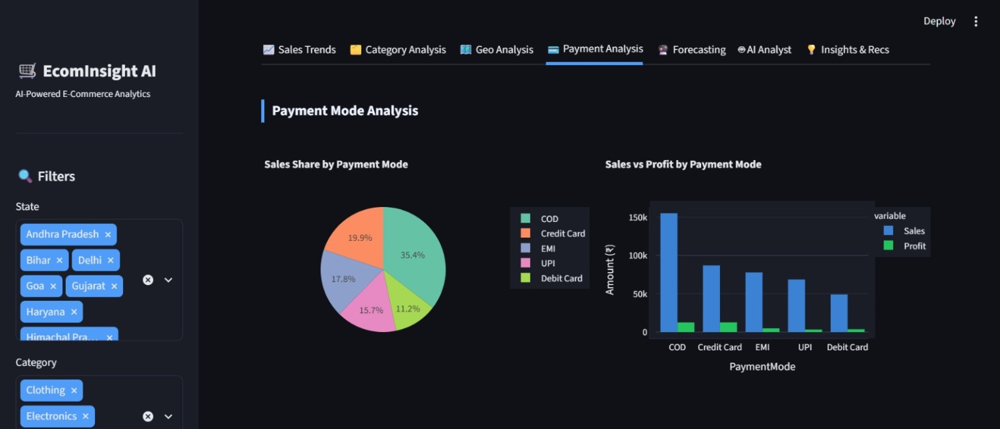 Deploy
Sales Trends Category Analysis Geo Analysis Payment Analysis Forecasting AI Analyst Insights & Recs
EcomInsight AI
AI-Powered E-Commerce Analytics
Filters
State
Andhra Pradesh ×
Bihar × Delhi ×
Goa × Gujarat ×
Haryana ×
Himachal Pra... ×
Category
Clothing ×
Electronics ×
Payment Mode Analysis
Sales Share by Payment Mode
35.4%
19.9%
17.8%
15.7%
11.2%
COD
Credit Card
EMI
UPI
Debit Card
Sales vs Profit by Payment Mode
Amount (₹)
150k
100k
50k
0
COD Credit Card EMI UPI Debit Card
PaymentMode
variable
Sales
Profit